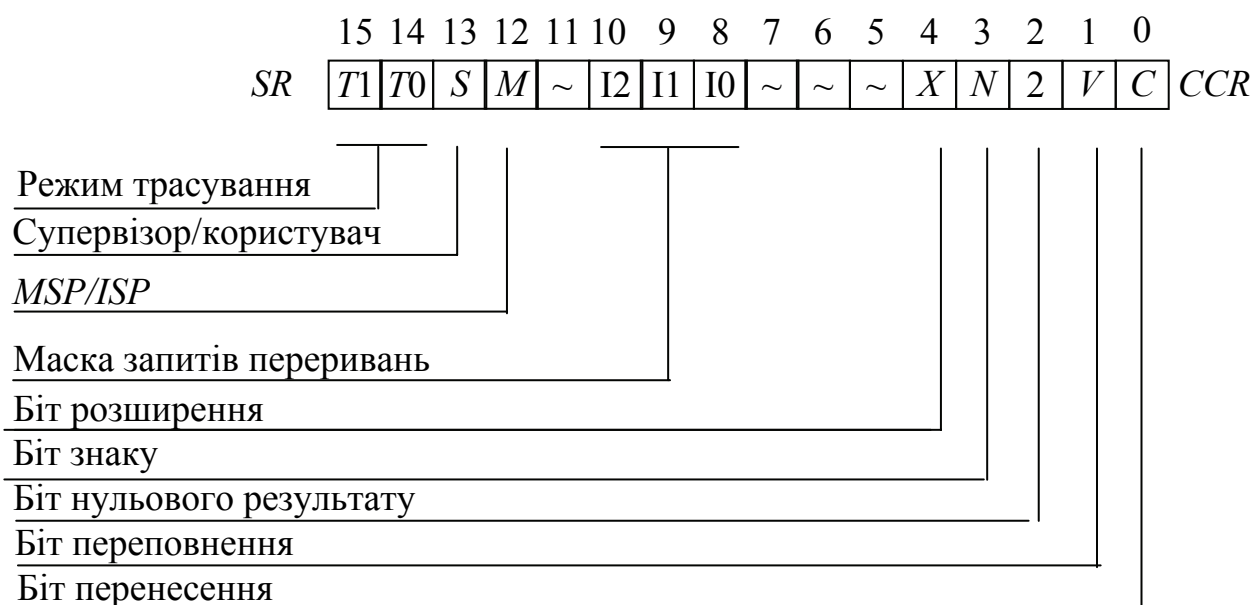 15 14 13 12 11 10 9 8 7 6 5 4 3 2 1 0
SR T1 T0 S M ~ I2 I1 I0 ~ ~ ~ X N 2 V C CCR
Режим трасування
Супервізор/користувач
MSP/ISP
Маска запитів переривань
Біт розширення
Біт знаку
Біт нульового результату
Біт переповнення
Біт перенесення